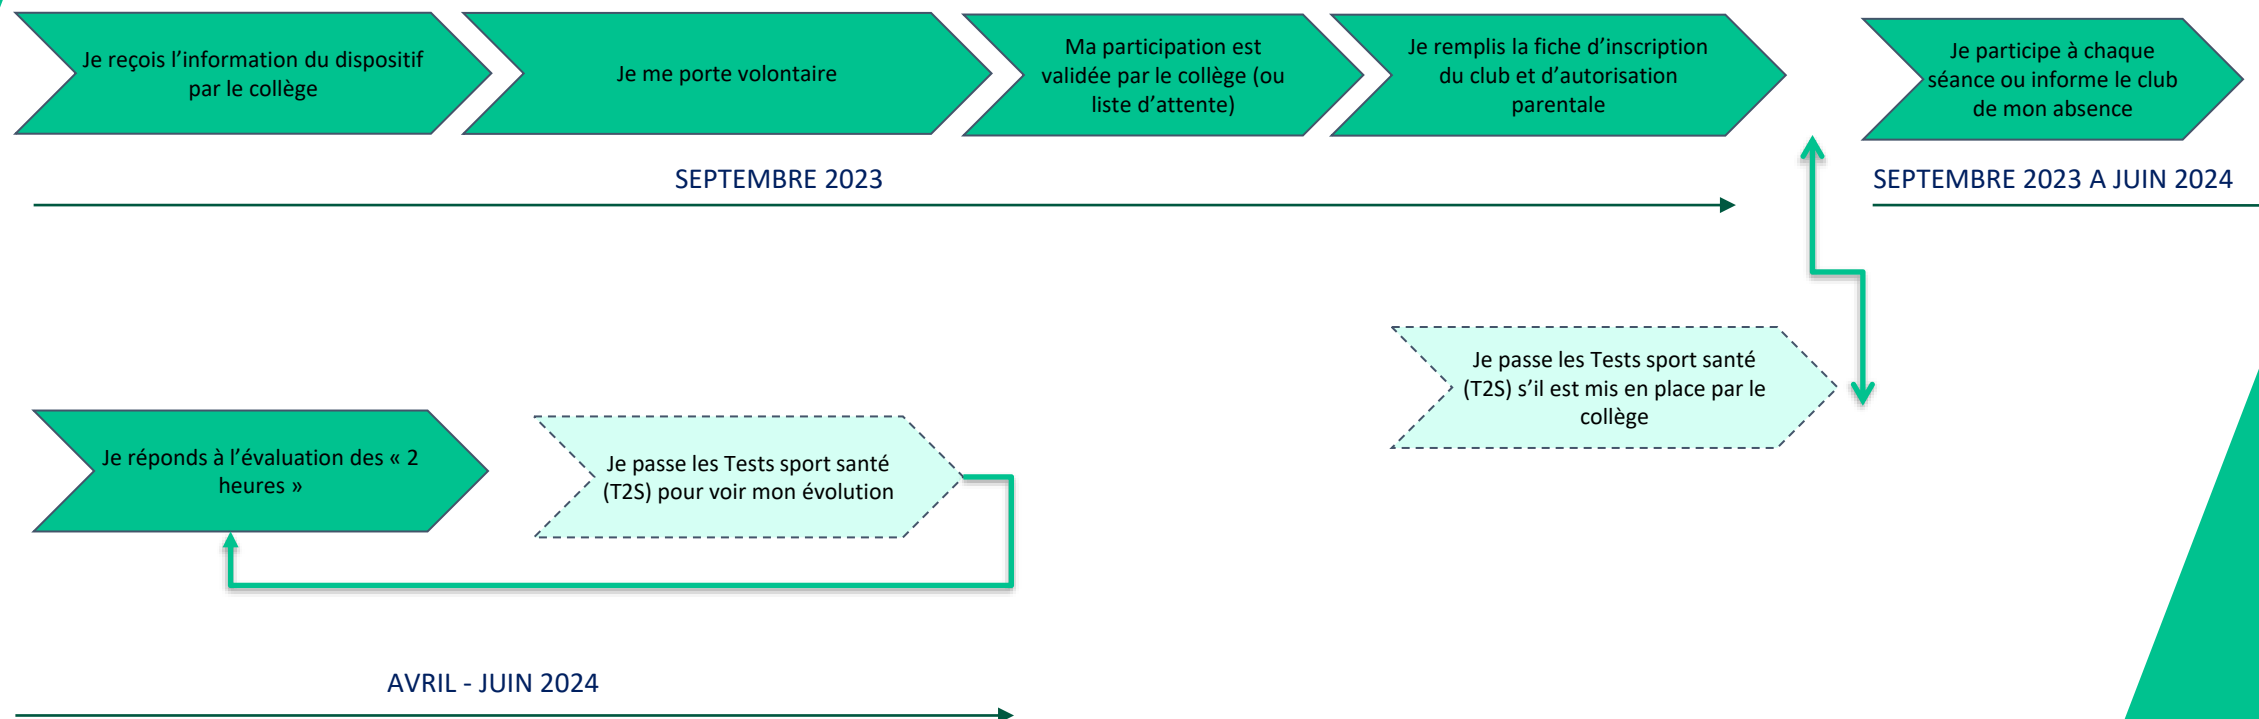 Je reçois l’information du dispositif
par le collège
Je me porte volontaire
Ma participation est
validée par le collège (ou
liste d’attente)
Je remplis la fiche d’inscription
du club et d’autorisation
parentale
Je participe à chaque
séance ou informe le club
de mon absence
SEPTEMBRE 2023
SEPTEMBRE 2023 A JUIN 2024
Je passe les Tests sport santé
(T2S) s’il est mis en place par le
collège
Je réponds à l’évaluation des « 2
heures »
Je passe les Tests sport santé
(T2S) pour voir mon évolution
AVRIL - JUIN 2024